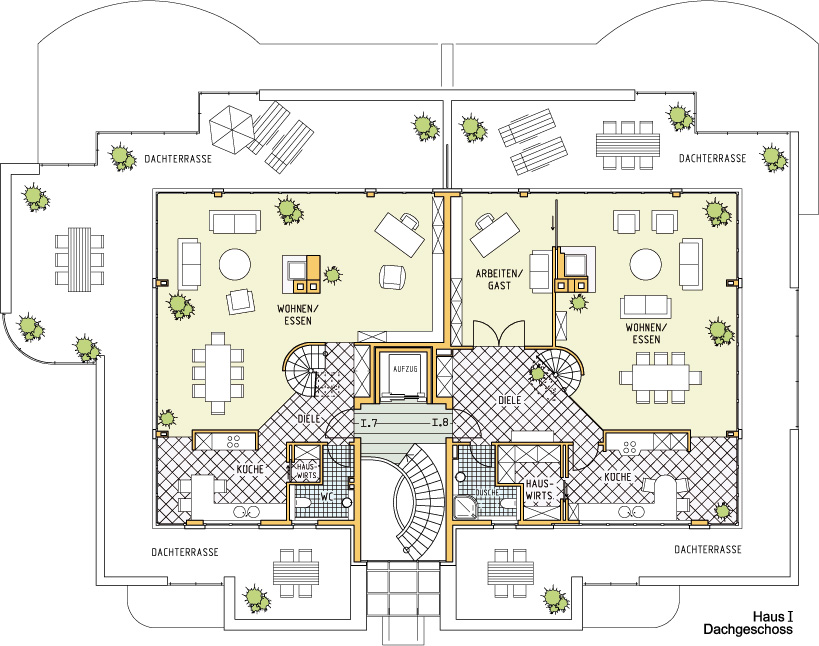 DACHTERRASSE
DACHTERRASSE
ARBEITEN/
GAST
WOHNEN/
ESSEN
WOHNEN/
ESSEN
AUFZUG
DIELE
DIELE
I.7
I.8
KÜCHE
HAUS-
WIRTS.
WC
DUSCHE
HAUS-
WIRTS.
KÜCHE
DACHTERRASSE
DACHTERRASSE
Haus I
Dachgeschoss